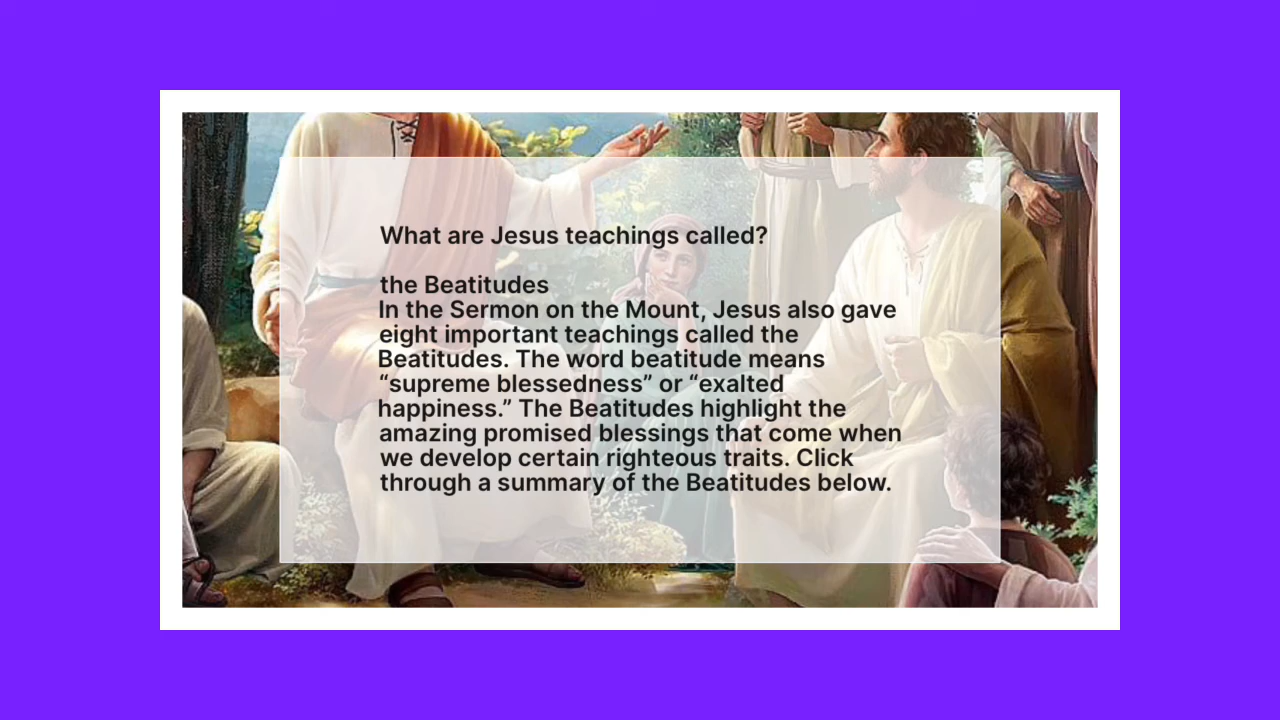 What are Jesus teachings called?
the Beatitudes
In the Sermon on the Mount, Jesus also gave
eight important teachings called the
Beatitudes. The word beatitude means
“supreme blessedness” or “exalted
happiness.” The Beatitudes highlight the
amazing promised blessings that come when
we develop certain righteous traits. Click
through a summary of the Beatitudes below.